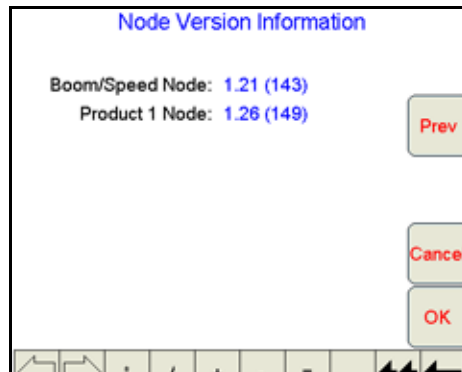 Node Version Information
Boom/Speed Node: 1.21 (143)
Product 1 Node: 1.26 (149)
Prev
Cance
OK